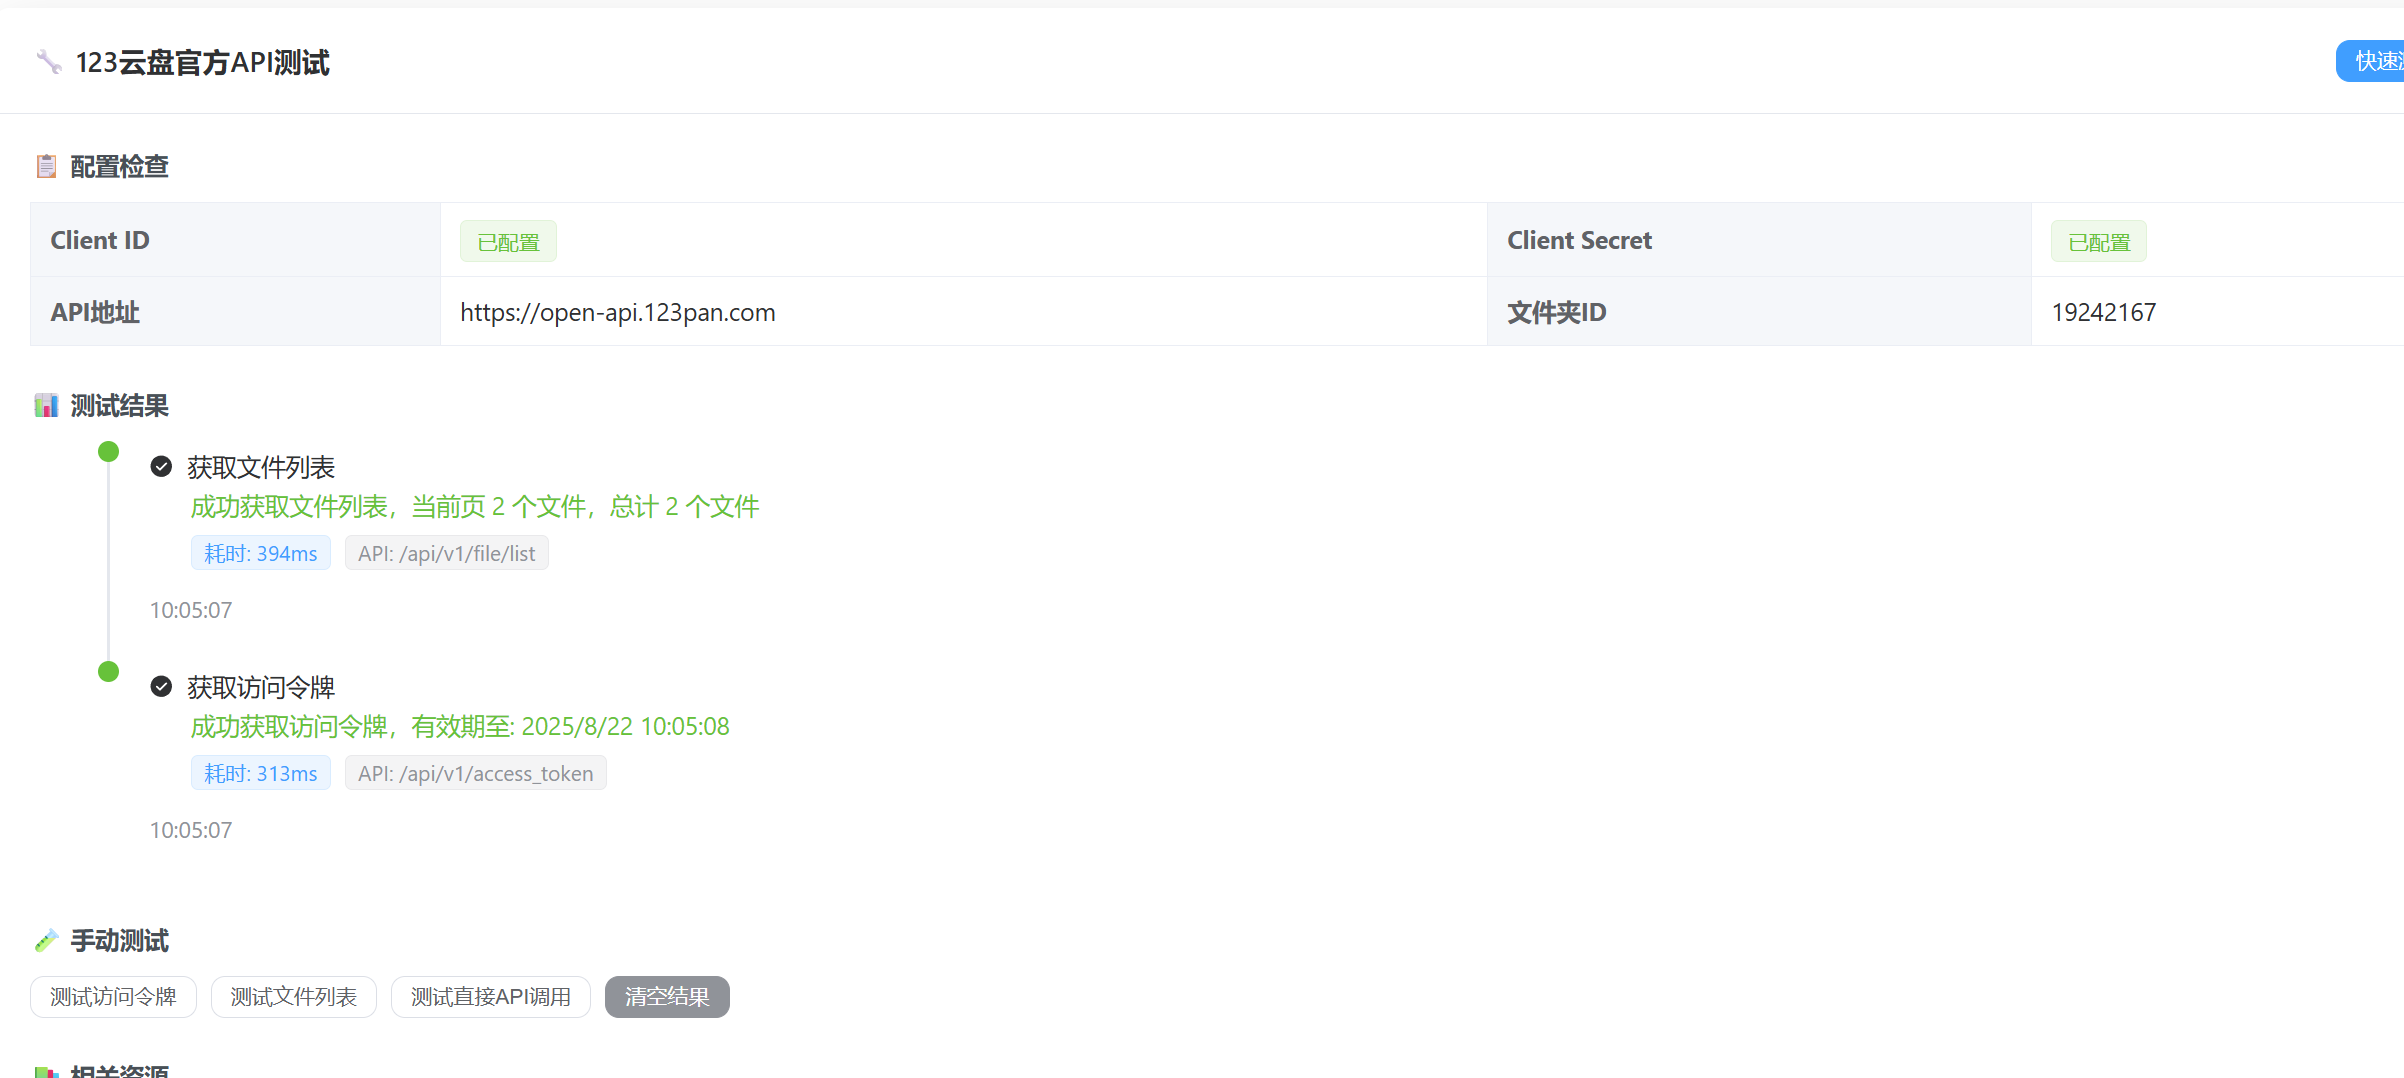 123云盘官方API测试
快速
配置检查
Client ID 已配置 Client Secret 已配置
API地址 https://open-api.123pan.com 文件夹ID 19242167
测试结果
获取文件列表
成功获取文件列表，当前页 2 个文件，总计 2 个文件
耗时: 394ms API: /api/v1/file/list
10:05:07
获取访问令牌
成功获取访问令牌，有效期至: 2025/8/22 10:05:08
耗时: 313ms API: /api/v1/access_token
10:05:07
手动测试
测试访问令牌 测试文件列表 测试直接API调用 清空结果
相关资源